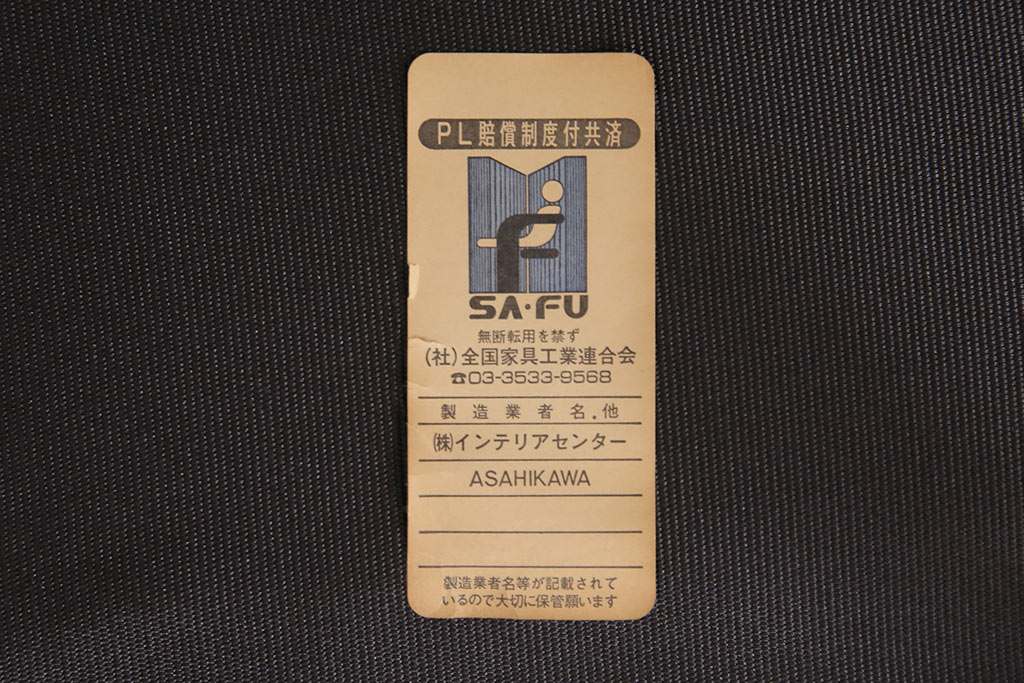 PL賠償制度付共済
SA・FU
無断転用を禁ず
(社)全国家具工業連合会
☎03-3533-9568
製造業者名.他
㈱インテリアセンター
ASAHIKAWA
製造業者名等が記載されて
いるので大切に保管願います